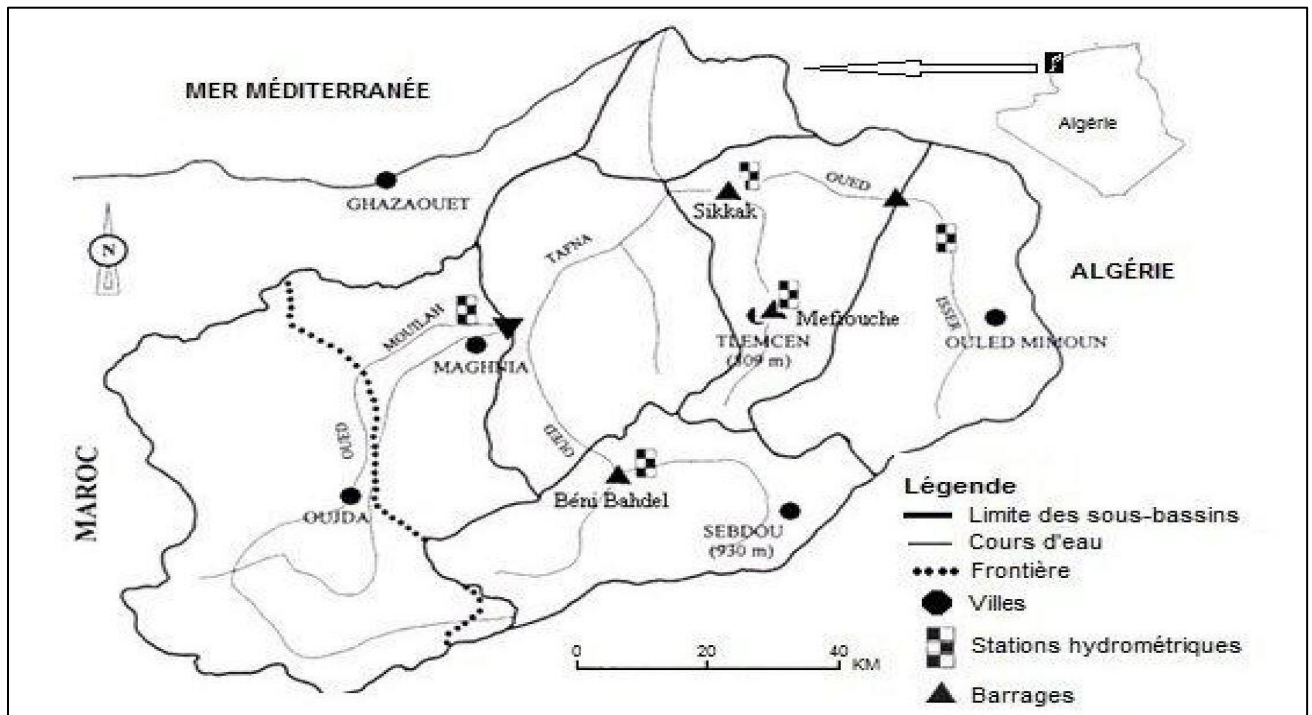 MER MÉDITERRANÉE
Algérie
GHAZAOUET
N
OUED
Sikkak
TAFNA
ALGÉRIE
ISSER
MOUILAH
Mefrouche
TLEMCEN
(809 m)
OULED MIMOUN
MAGHNIA
MAROC
OUED
OUED
Béni Bahdel
OUJDA
SEBDOU
(930 m)
Légende
Limite des sous-bassins
Cours d'eau
Frontière
Villes
Stations hydrométriques
Barrages
0 20 40
KM